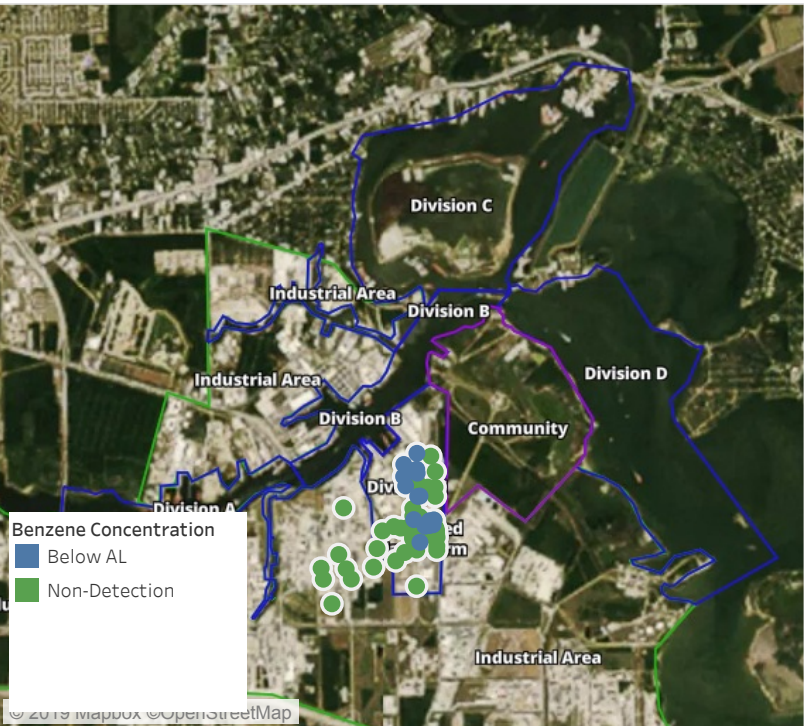 Division C
Industrial Area
Division B
Industrial Area
Division D
Division B
Community
Division A
Benzene Concentration
Below AL
Non-Detection
Industrial Area
© 2019 Mapbox ©OpenStreetMap